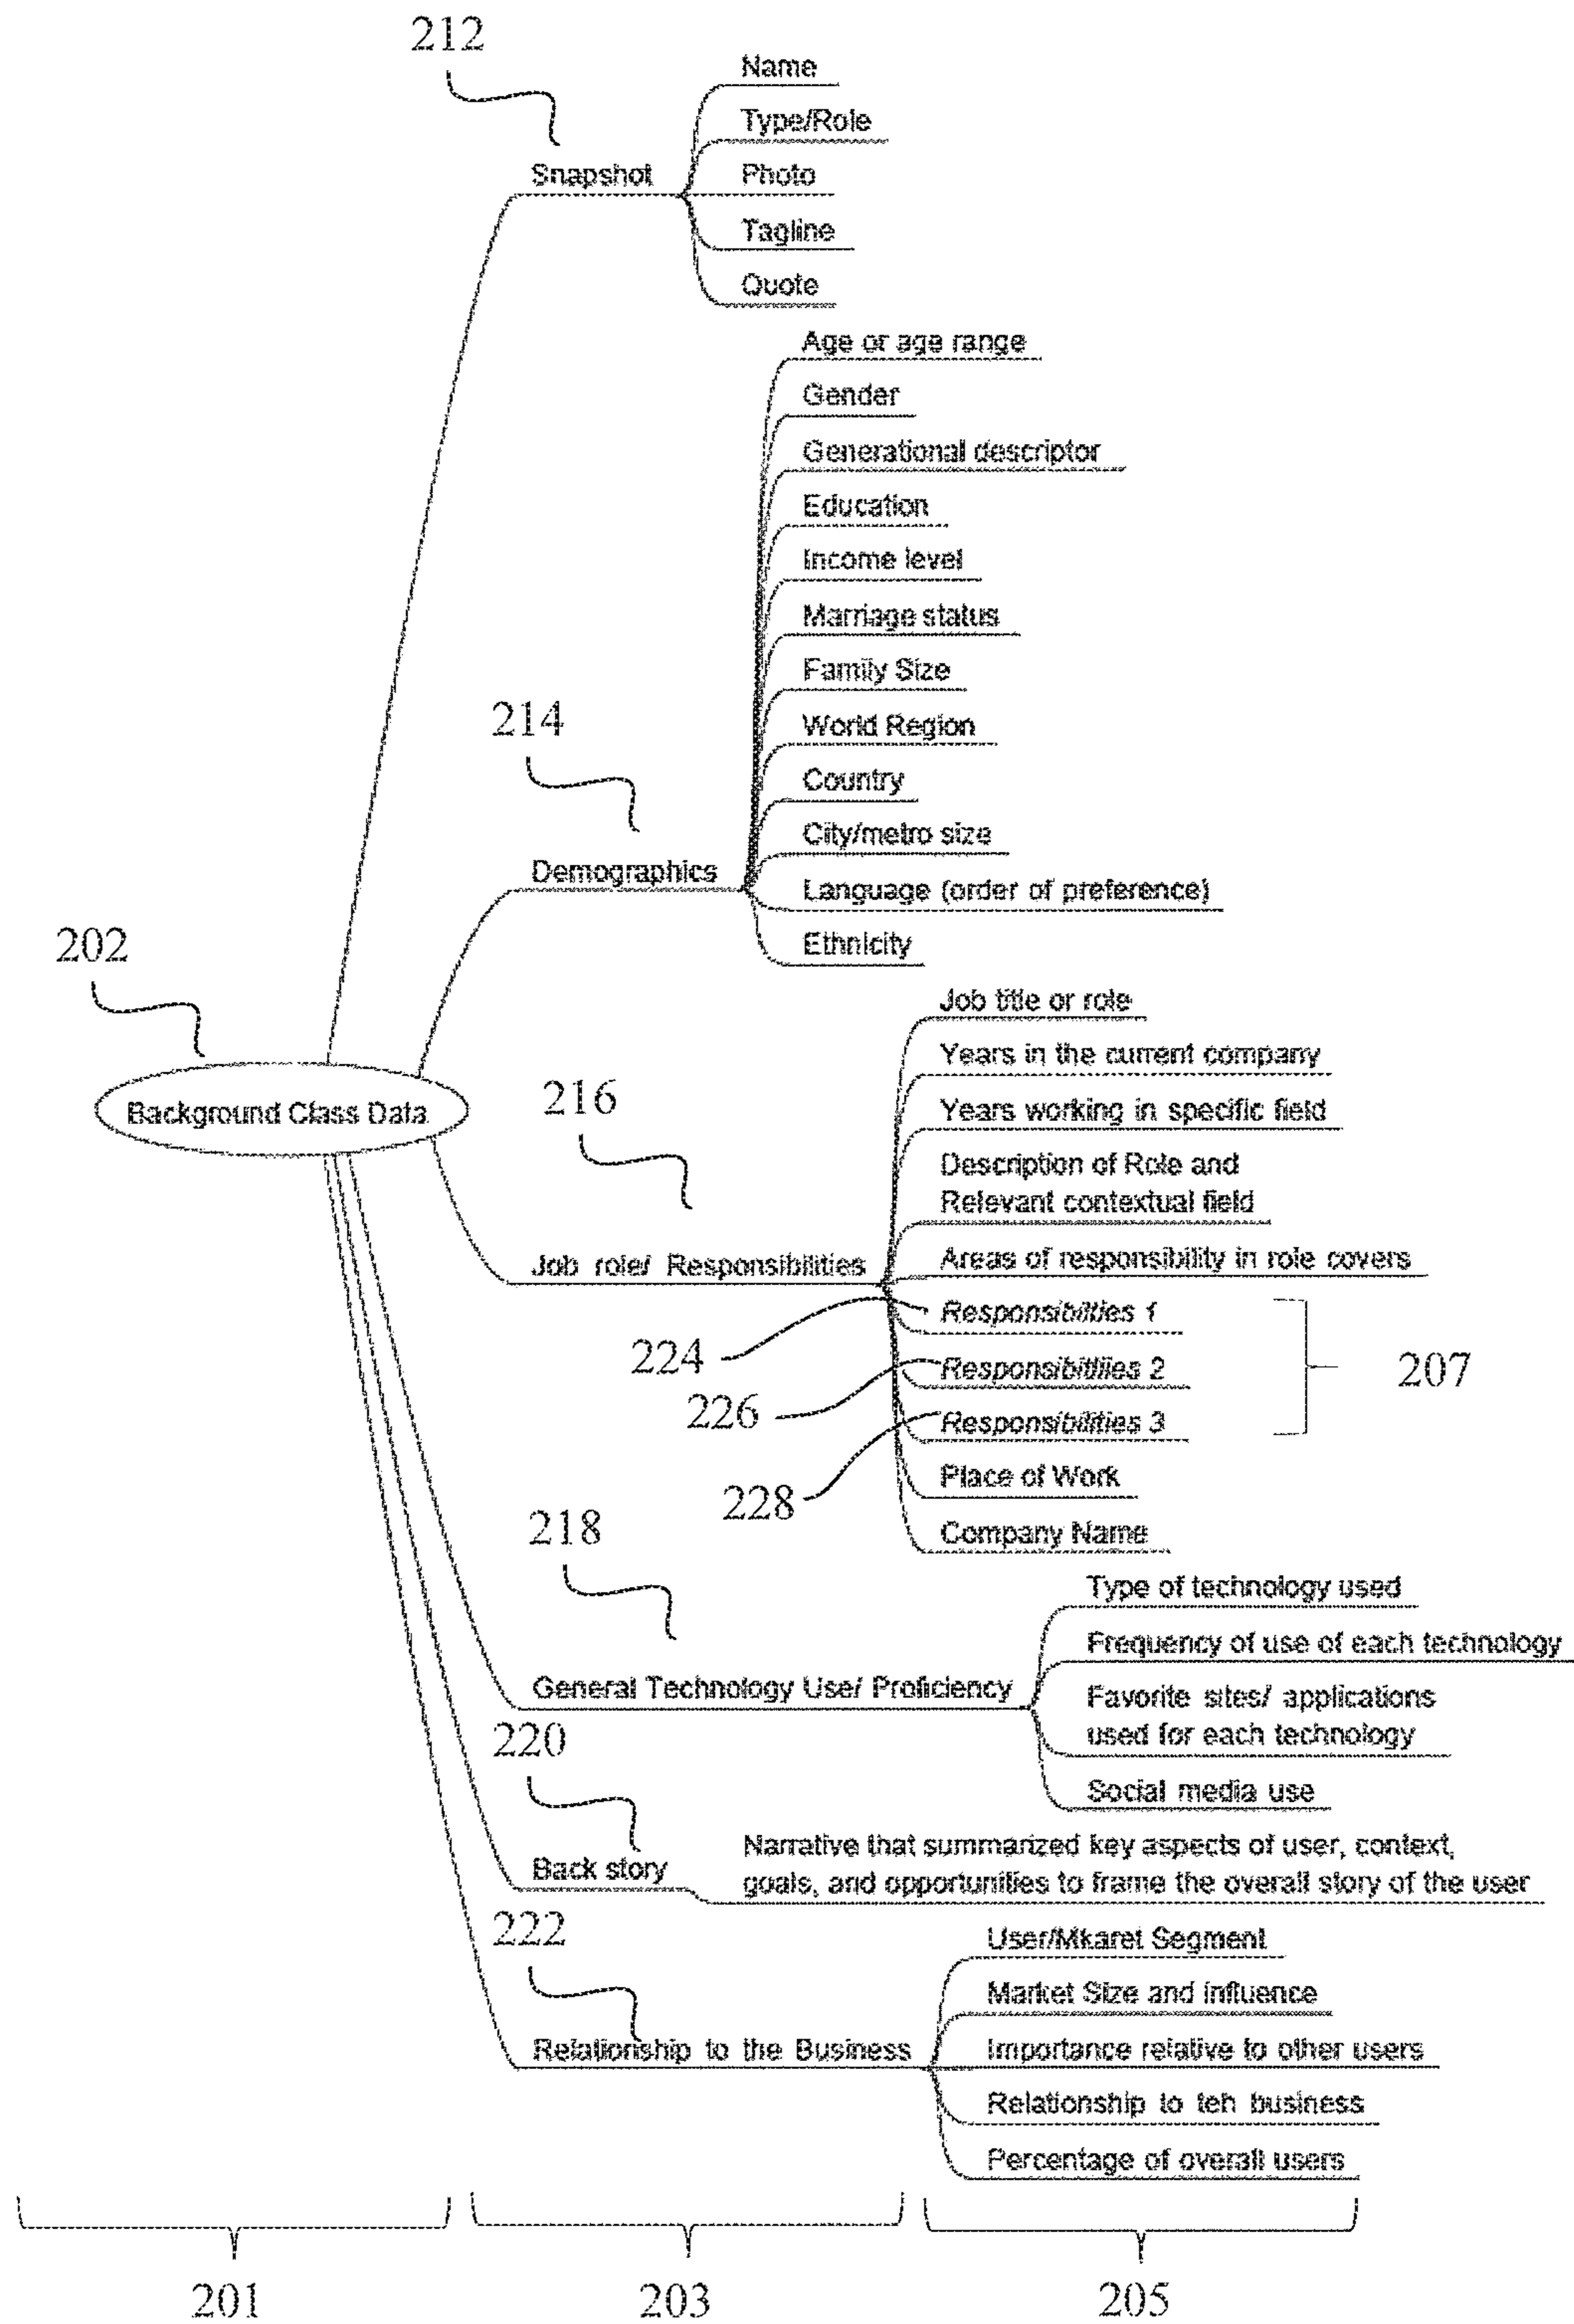 212
Name
Type/Role
Snapshot
Photo
Tagline
Quote
Age or age range
Gender
Generational descriptor
Education
Income level
Marriage status
Family Size
214
World Region
Country
City/metro size
Demographics
Language (order of preference)
Ethnicity
202
Background Class Data
216
Job title or role
Years in the current company
Years working in specific field
Description of Role and
Relevant contextual field
Job role/ Responsibilities
Areas of responsibility in role covers
224
Responsibilties 1
226
Responsibitliies 2
207
228
Responsibilities 3
Place of Work
Company Name
218
Type of technology used
Frequency of use of each technology
General Technology Use/ Proficiency
Favorite sites/ applications
used for each technology
Social media use
220
Back story
Narrative that summarized key aspects of user, context,
goals, and opportunities to frame the overall story of the user
222
User/Mkaret Segment
Market Size and influence
Relationship to the Business
Importance relative to other users
Relationship to teh business
Percentage of overall users
201
203
205